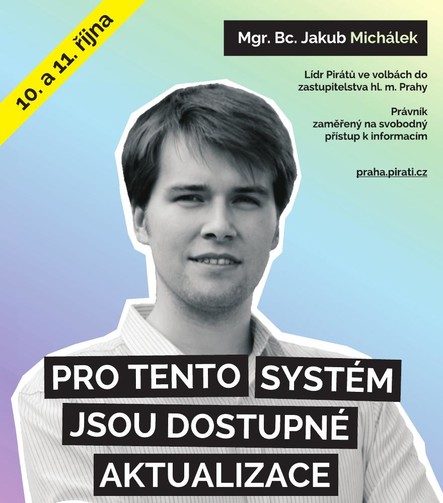 10. a 11. října
Mgr. Bc. Jakub Michálek
Lídr Pirátů ve volbách do
zastupitelstva hl. m. Prahy
Právník
zaměřený na svobodný
přístup k informacím
praha.pirati.cz
PRO TENTO SYSTÉM
JSOU DOSTUPNÉ
AKTUALIZACE